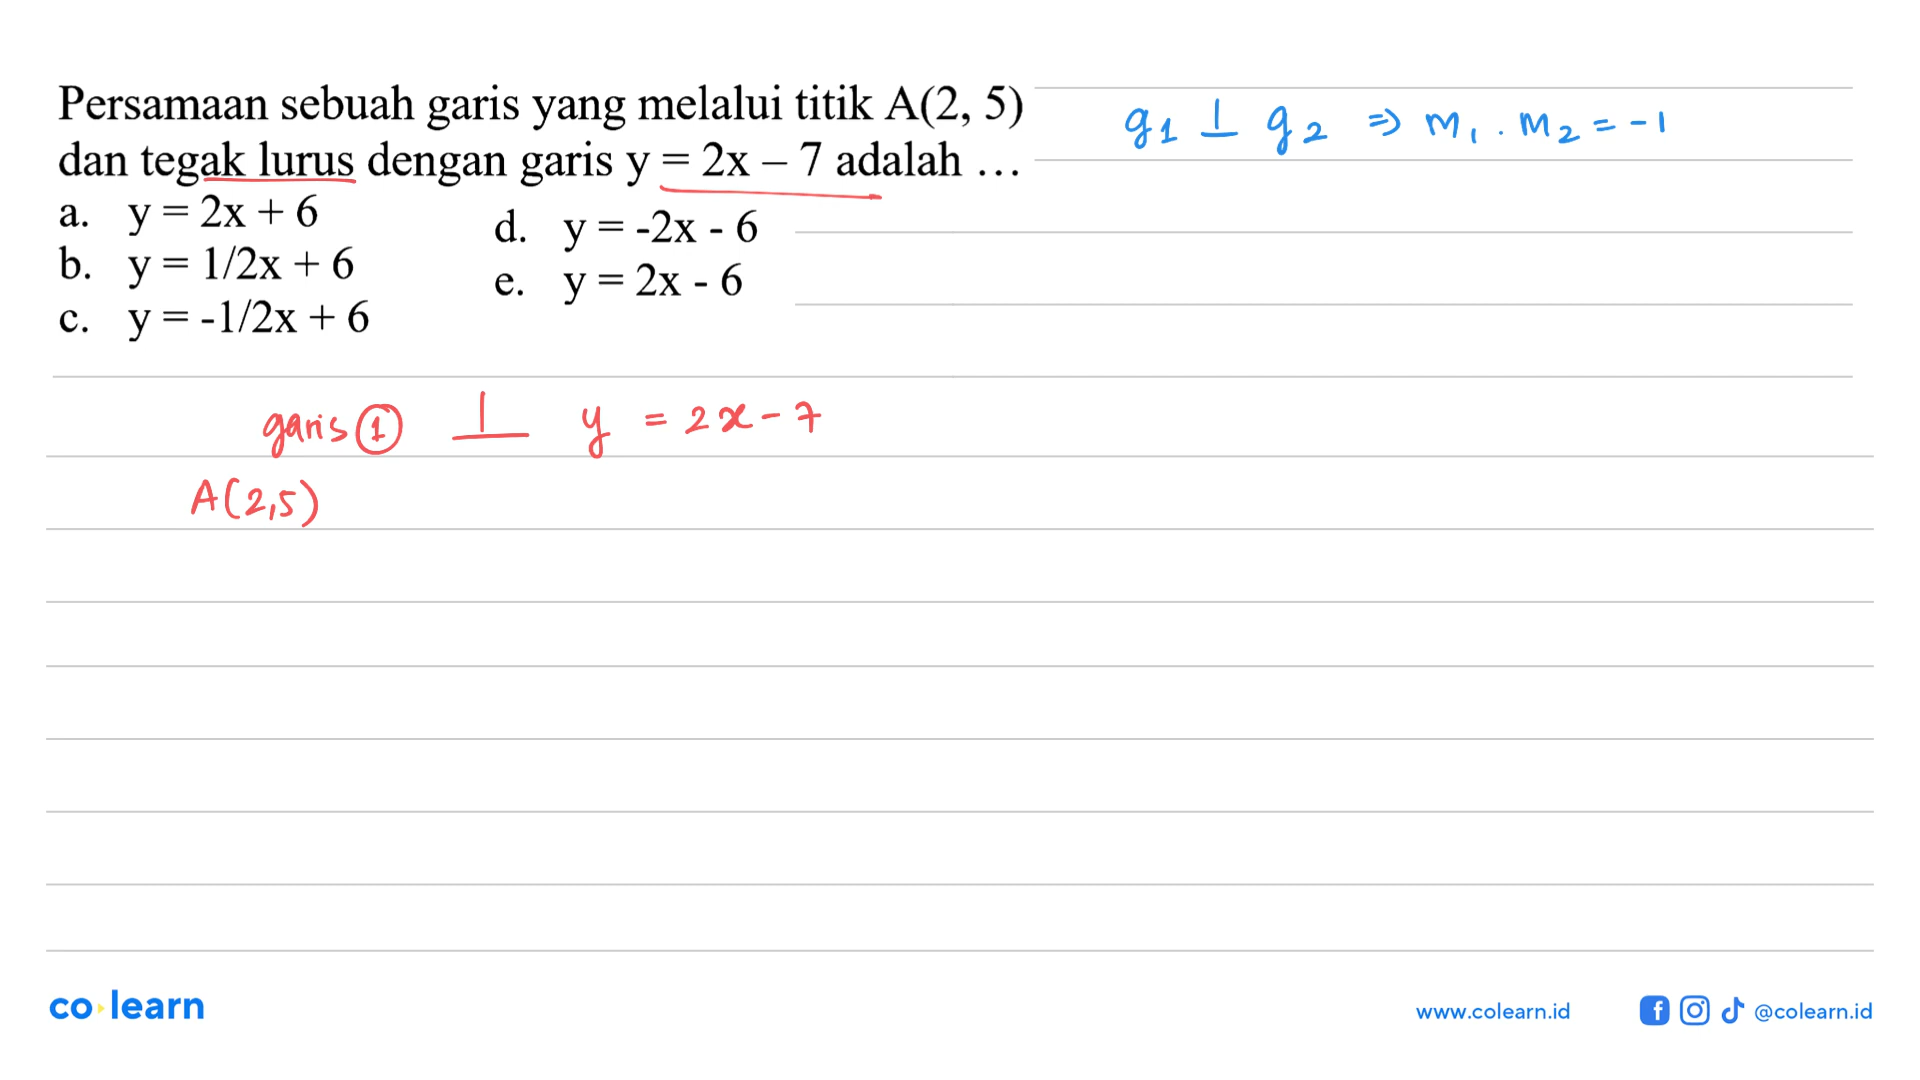 Persamaan sebuah garis yang melalui titik A(2, 5)
dan tegak lurus dengan garis y = 2x – 7 adalah …
a. y = 2x + 6
b. y = 1/2x + 6
c. y = -1/2x + 6
d. y = -2x - 6
e. y = 2x - 6
g1 ⊥ g2 ⇒ m1 . m2 = -1
garis ① ⊥ y = 2x - 7
A(2,5)
co learn
www.colearn.id
@colearn.id